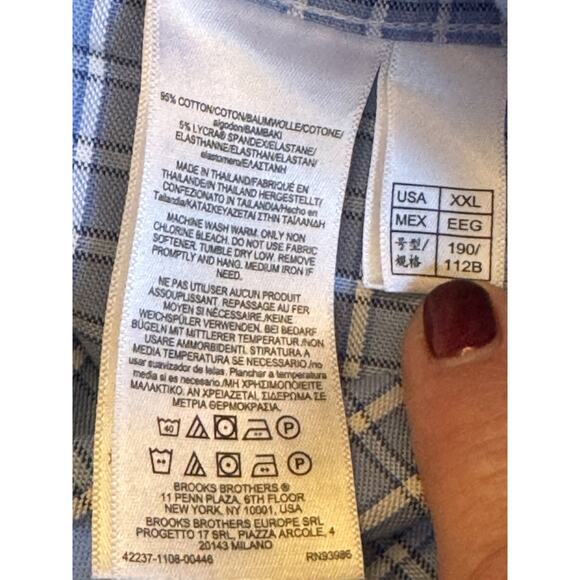 95% COTTON/COTON/BAUMWOLLE/COTONE/
algodon/BAMBAKI
5% LYCRA® SPANDEX/ELASTANE/
ELASTHANNE/ELASTHAN/ELASTAN/
elastomero/ΕΛΑΣΤΑΝΗ
MADE IN THAILAND/FABRIQUÉ EN
THAILANDE/IN THAILAND HERGESTELLT/
CONFEZIONATO IN TAILANDIA/Hecho en
Tailandia/ΚΑΤΑΣΚΕΥΑΖΕΤΑΙ ΣΤΗΝ ΤΑΪΛΑΝΔΗ
MACHINE WASH WARM. ONLY NON
CHLORINE BLEACH. DO NOT USE FABRIC
SOFTENER. TUMBLE DRY LOW. REMOVE
PROMPTLY AND HANG. MEDIUM IRON IF
NEED.
NE PAS UTILISER AUCUN PRODUIT
ASSOUPLISSANT. REPASSAGE AU FER
MOYEN SI NÉCESSAIRE./KEINE
WEICHSPÜLER VERWENDEN. BEI BEDARF
BÜGELN MIT MITTLERER TEMPERATUR./NON
USARE AMMORBIDENTI. STIRATURA A
MEDIA TEMPERATURA SE NECESSARIO./no
usar suavizador de telas. Planchar a temperatura
media si es necesario./ΜΗ ΧΡΗΣΙΜΟΠΟΙΕΙΤΕ
ΜΑΛΑΚΤΙΚΟ. ΑΝ ΧΡΕΙΑΖΕΤΑΙ, ΣΙΔΕΡΩΜΑ ΣΕ
ΜΕΤΡΙΑ ΘΕΡΜΟΚΡΑΣΙΑ.
40 P
P
BROOKS BROTHERS ®
11 PENN PLAZA, 6TH FLOOR
NEW YORK, NY 10001, USA
BROOKS BROTHERS EUROPE SRL
PROGETTO 17 SRL, PIAZZA ARCOLE, 4
20143 MILANO
42237-1108-00446 RN93986
USA XXL
MEX EEG
号型/ 190/
规格 112B